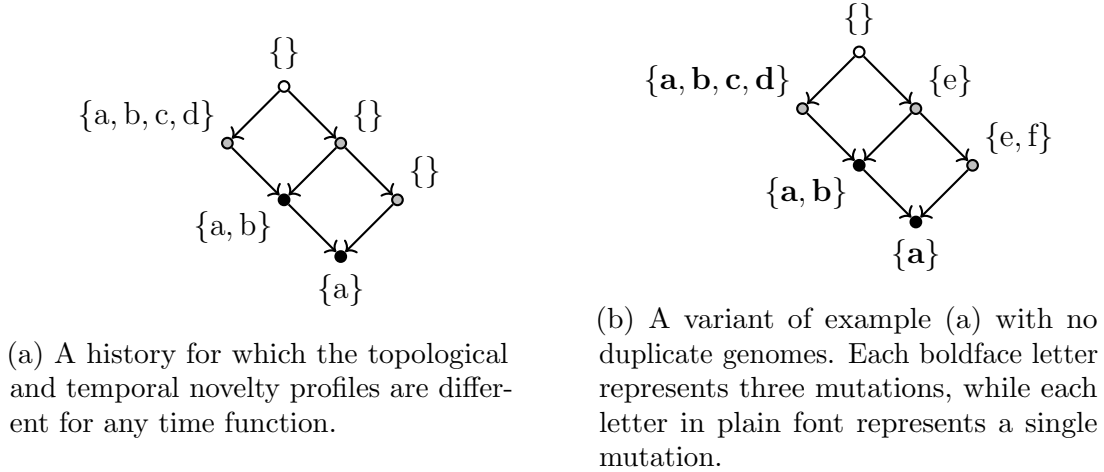 {}
{a, b, c, d}
{}
{}
{a, b}
{a}
(a) A history for which the topological
and temporal novelty profiles are differ-
ent for any time function.
{}
{a, b, c, d}
{e}
{e, f}
{a, b}
{a}
(b) A variant of example (a) with no
duplicate genomes. Each boldface letter
represents three mutations, while each
letter in plain font represents a single
mutation.